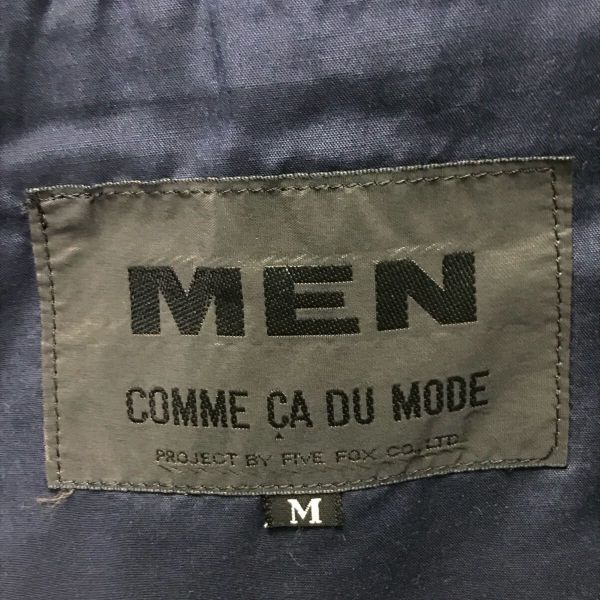 MEN
COMME ÇA DU MODE
PROJECT BY FIVE FOX CO.,LTD.
M